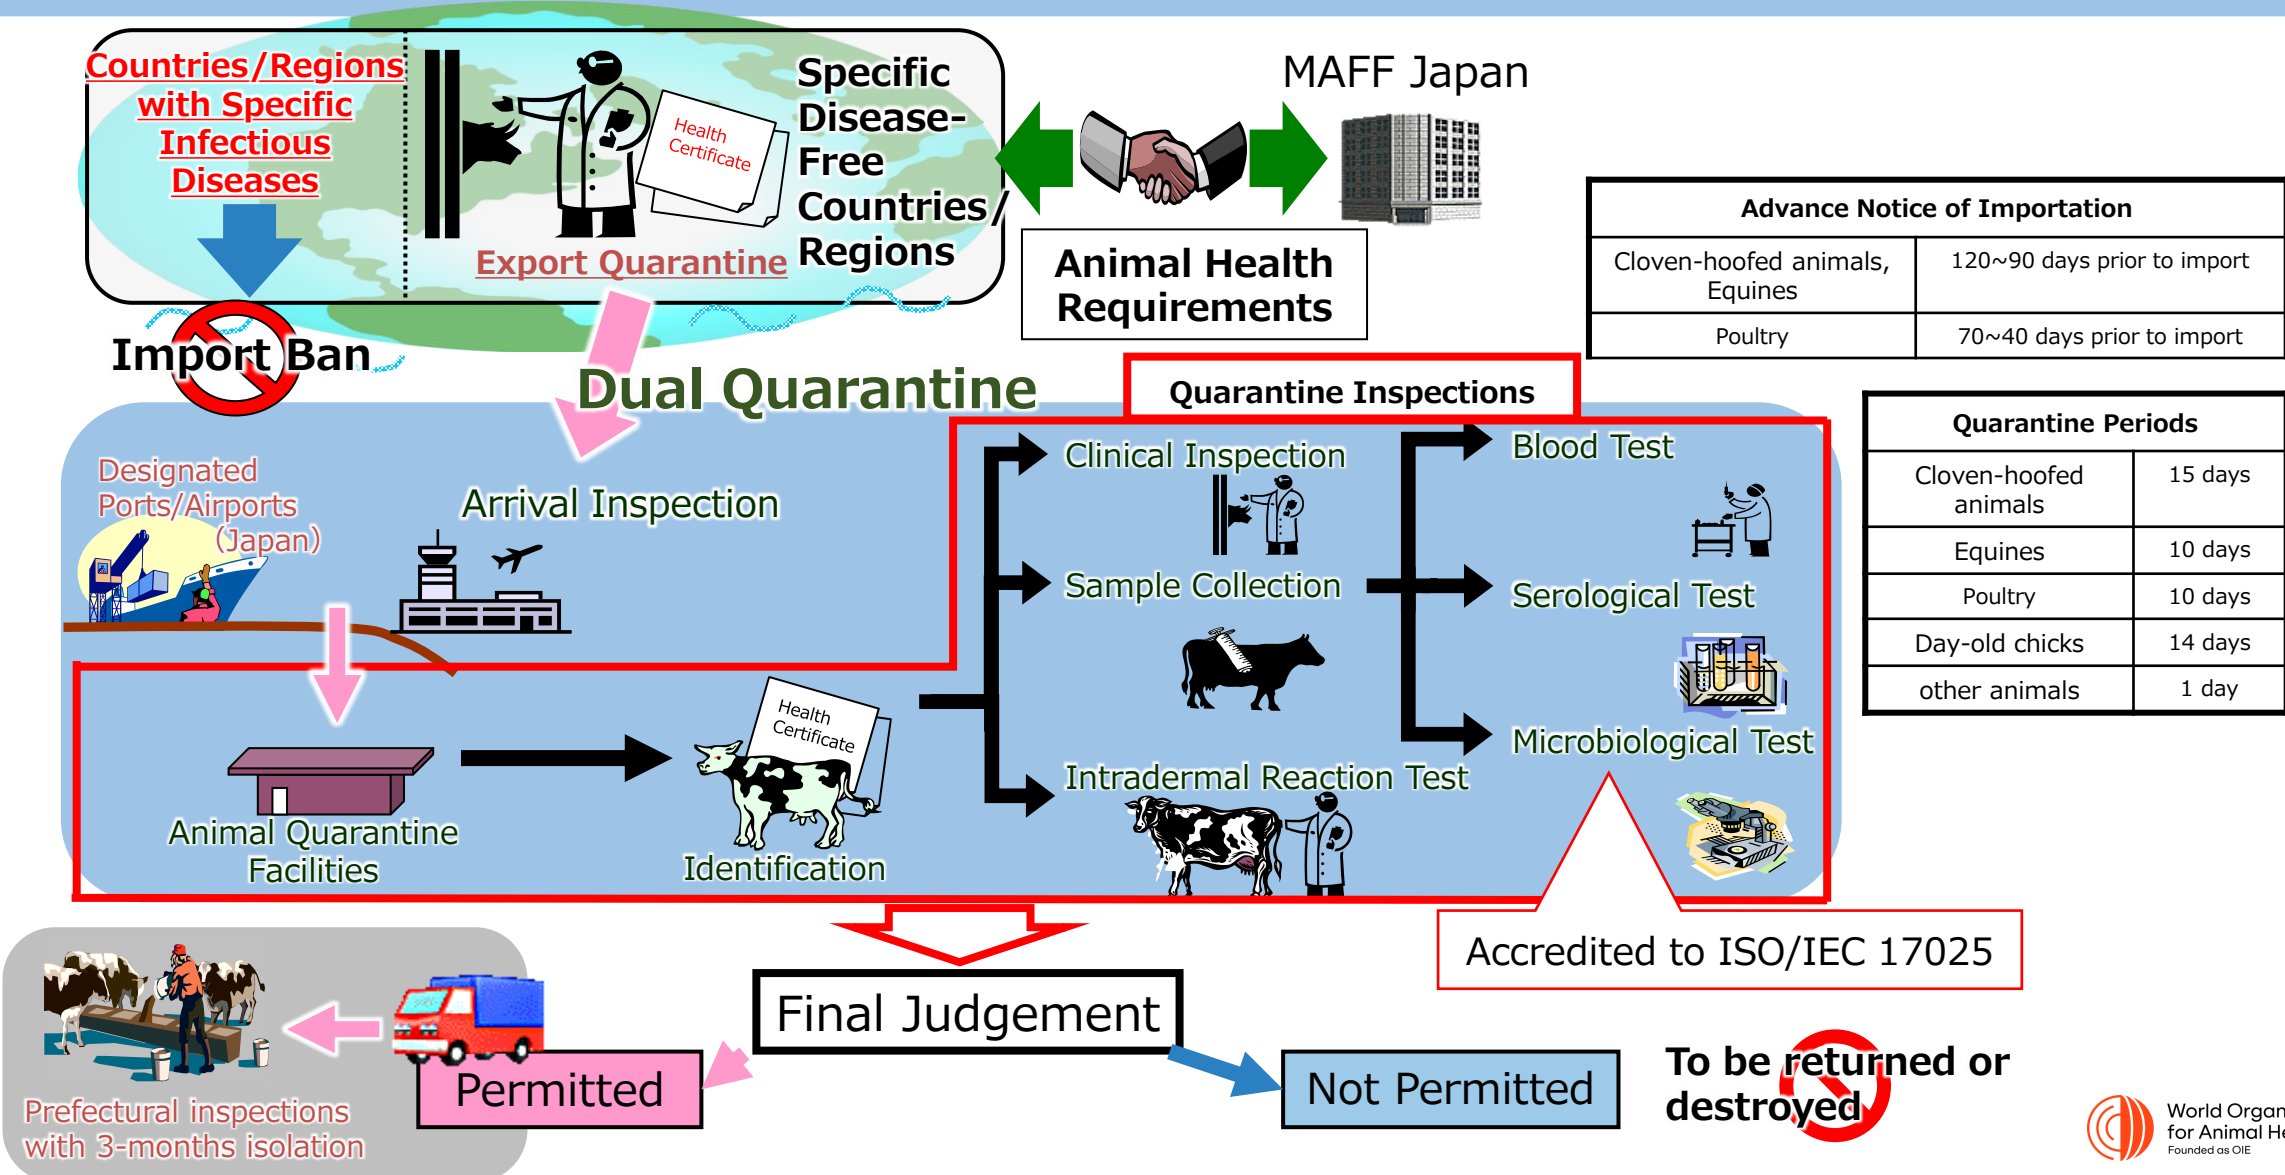 Countries/Regions
with Specific
Infectious
Diseases
Health
Certificate
Export Quarantine
Specific
Disease-
Free
Countries/
Regions
MAFF Japan
Animal Health
Requirements
Import Ban
Dual Quarantine
Advance Notice of Importation
Cloven-hoofed animals,
Equines
120~90 days prior to import
Poultry
70~40 days prior to import
Quarantine Periods
Cloven-hoofed
animals
15 days
Equines
10 days
Poultry
10 days
Day-old chicks
14 days
other animals
1 day
Designated
Ports/Airports
(Japan)
Arrival Inspection
Quarantine Inspections
Clinical Inspection
Sample Collection
Intradermal Reaction Test
Blood Test
Serological Test
Microbiological Test
Animal Quarantine
Facilities
Health
Certificate
Identification
Accredited to ISO/IEC 17025
Final Judgement
Permitted
Not Permitted
To be returned or
destroyed
Prefectural inspections
with 3-months isolation
World Organ
for Animal He
Founded as OIE